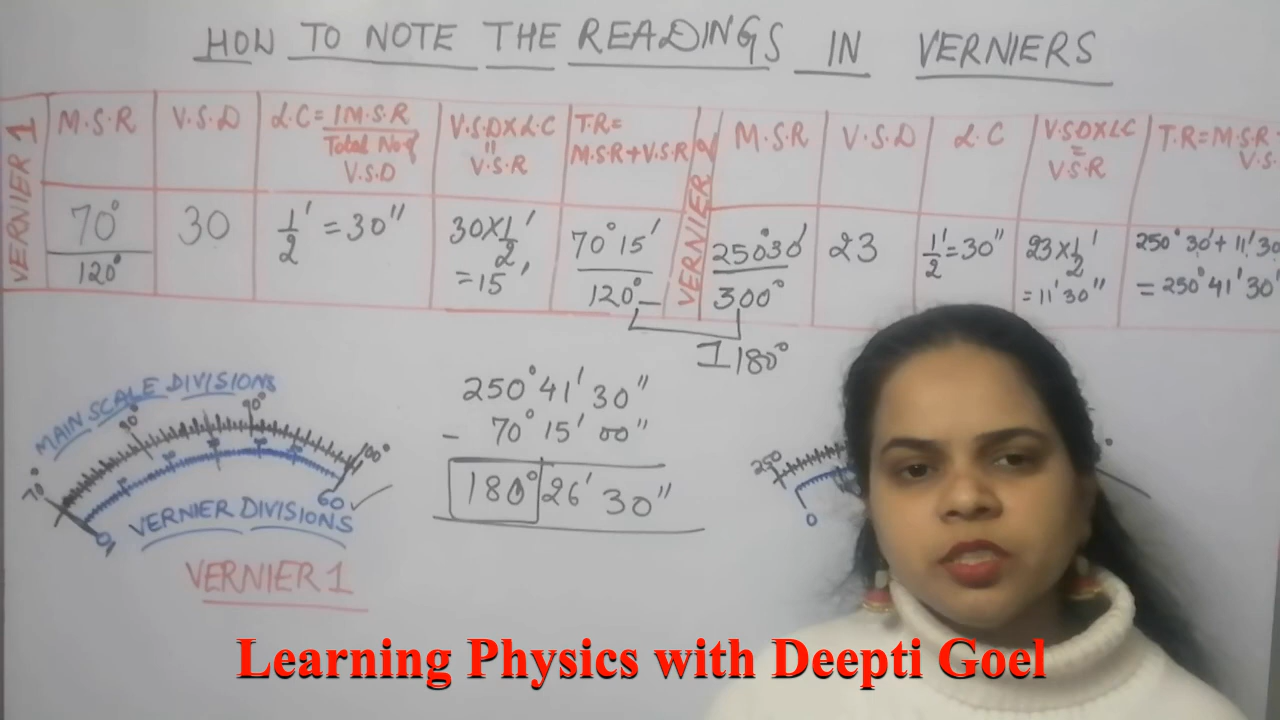 HOW TO NOTE THE READINGS IN VERNIERS
VERNIER 1
M.S.R
V.S.D
L.C = 1M.S.R
Total No of
V.S.D
V.S.D X L.C
=
V.S.R
T.R =
M.S.R + V.S.R
70°
120°
30
1/2' = 30"
30 X 1/2'
= 15'
70° 15'
120°
VERNIER 2
M.S.R
V.S.D
L.C
V.S.D X LC
=
V.S.R
T.R = M.S.R
V.S.
250°30'
300°
23
1/2' = 30"
23 X 1/2'
= 11' 30"
250° 30' + 11' 30
= 250° 41' 30"
180°
MAIN SCALE DIVISIONS
70°
90°
90°
100°
0
60
VERNIER DIVISIONS
VERNIER 1
250° 41' 30"
- 70° 15' 00"
180° 26' 30"
250
0
Learning Physics with Deepti Goel